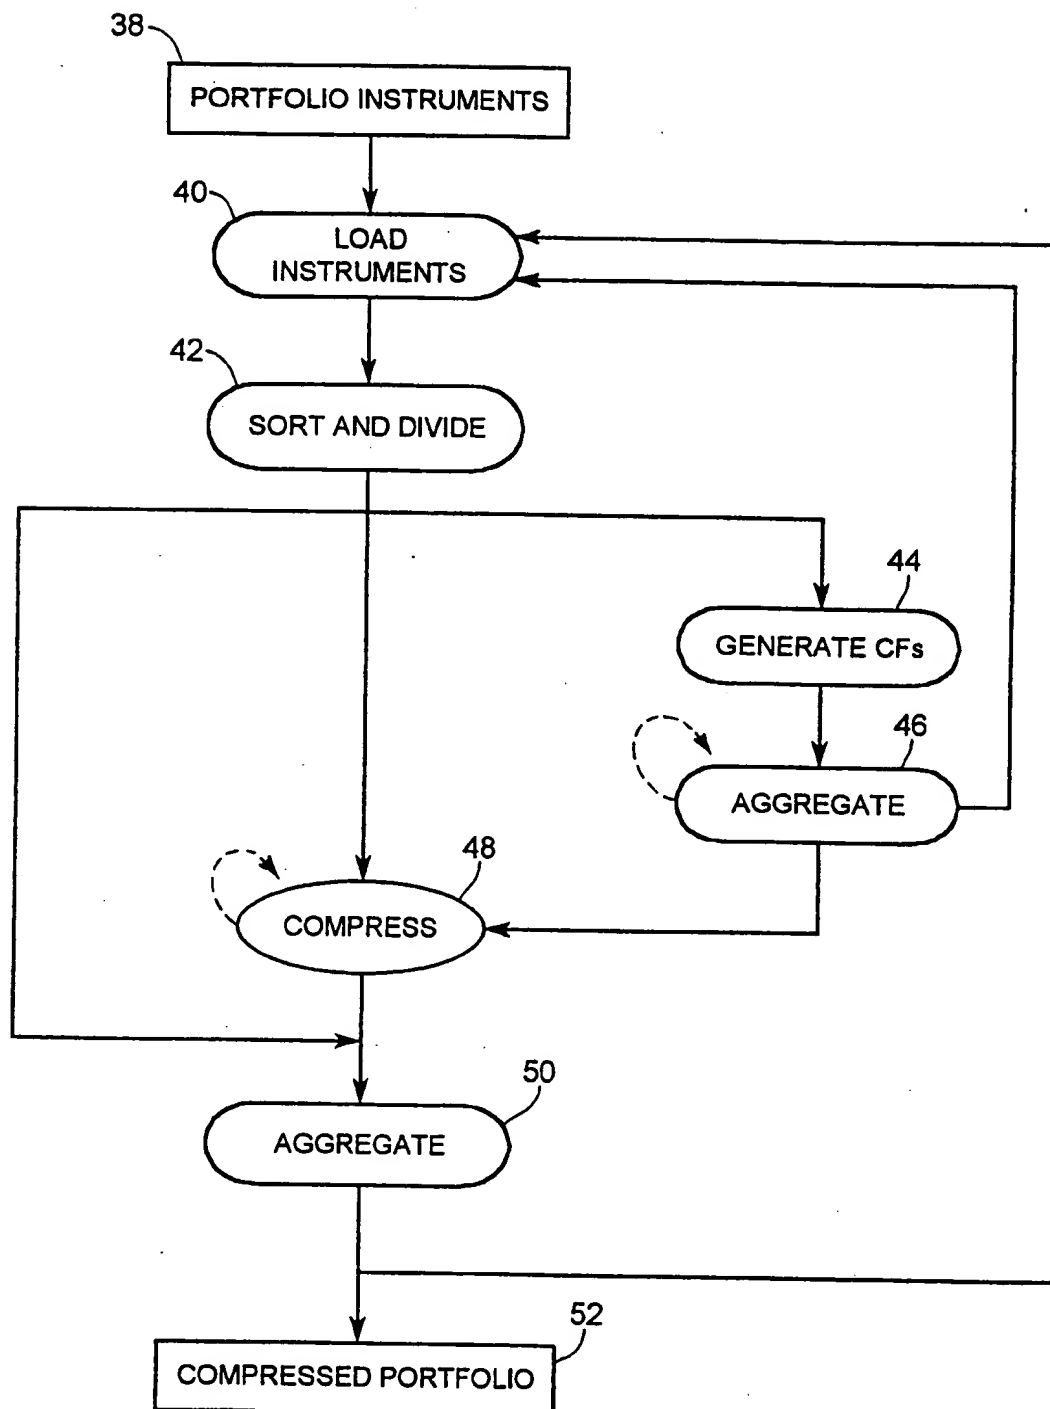 38
PORTFOLIO INSTRUMENTS
40
LOAD
INSTRUMENTS
42
SORT AND DIVIDE
44
GENERATE CFs
46
AGGREGATE
48
COMPRESS
50
AGGREGATE
52
COMPRESSED PORTFOLIO